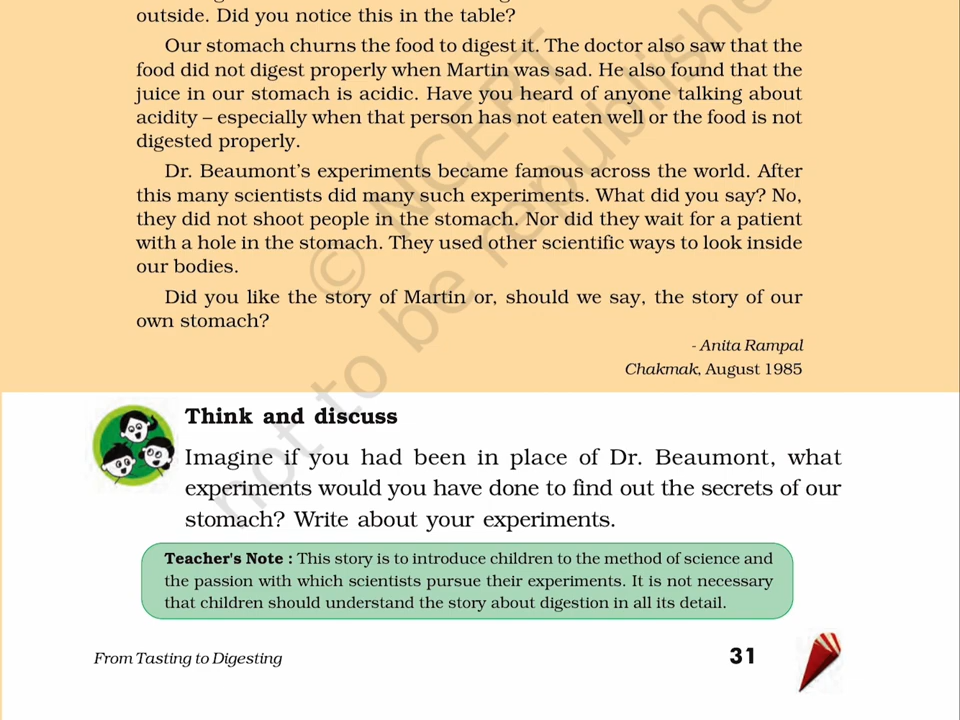 outside. Did you notice this in the table?
Our stomach churns the food to digest it. The doctor also saw that the
food did not digest properly when Martin was sad. He also found that the
juice in our stomach is acidic. Have you heard of anyone talking about
acidity – especially when that person has not eaten well or the food is not
digested properly.
Dr. Beaumont's experiments became famous across the world. After
this many scientists did many such experiments. What did you say? No,
they did not shoot people in the stomach. Nor did they wait for a patient
with a hole in the stomach. They used other scientific ways to look inside
our bodies.
Did you like the story of Martin or, should we say, the story of our
own stomach?
- Anita Rampal
Chakmak, August 1985
© NCERT
not to be republished
Think and discuss
Imagine if you had been in place of Dr. Beaumont, what
experiments would you have done to find out the secrets of our
stomach? Write about your experiments.
Teacher's Note : This story is to introduce children to the method of science and
the passion with which scientists pursue their experiments. It is not necessary
that children should understand the story about digestion in all its detail.
From Tasting to Digesting
31